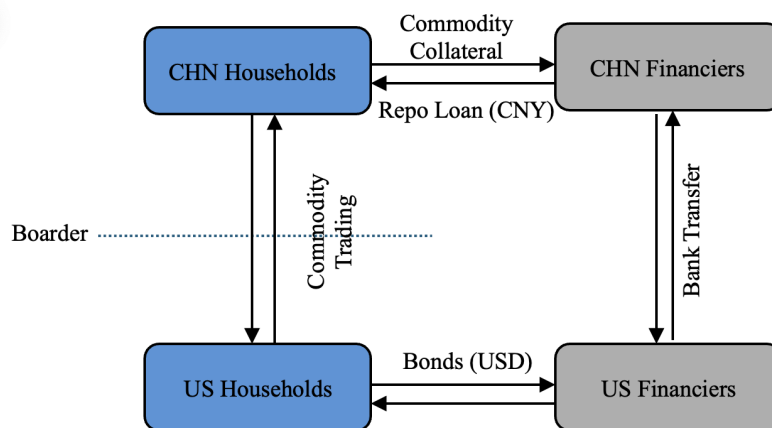 Commodity
Collateral
CHN Households
CHN Financiers
Repo Loan (CNY)
Commodity
Trading
Bank Transfer
Boarder
Bonds (USD)
US Households
US Financiers